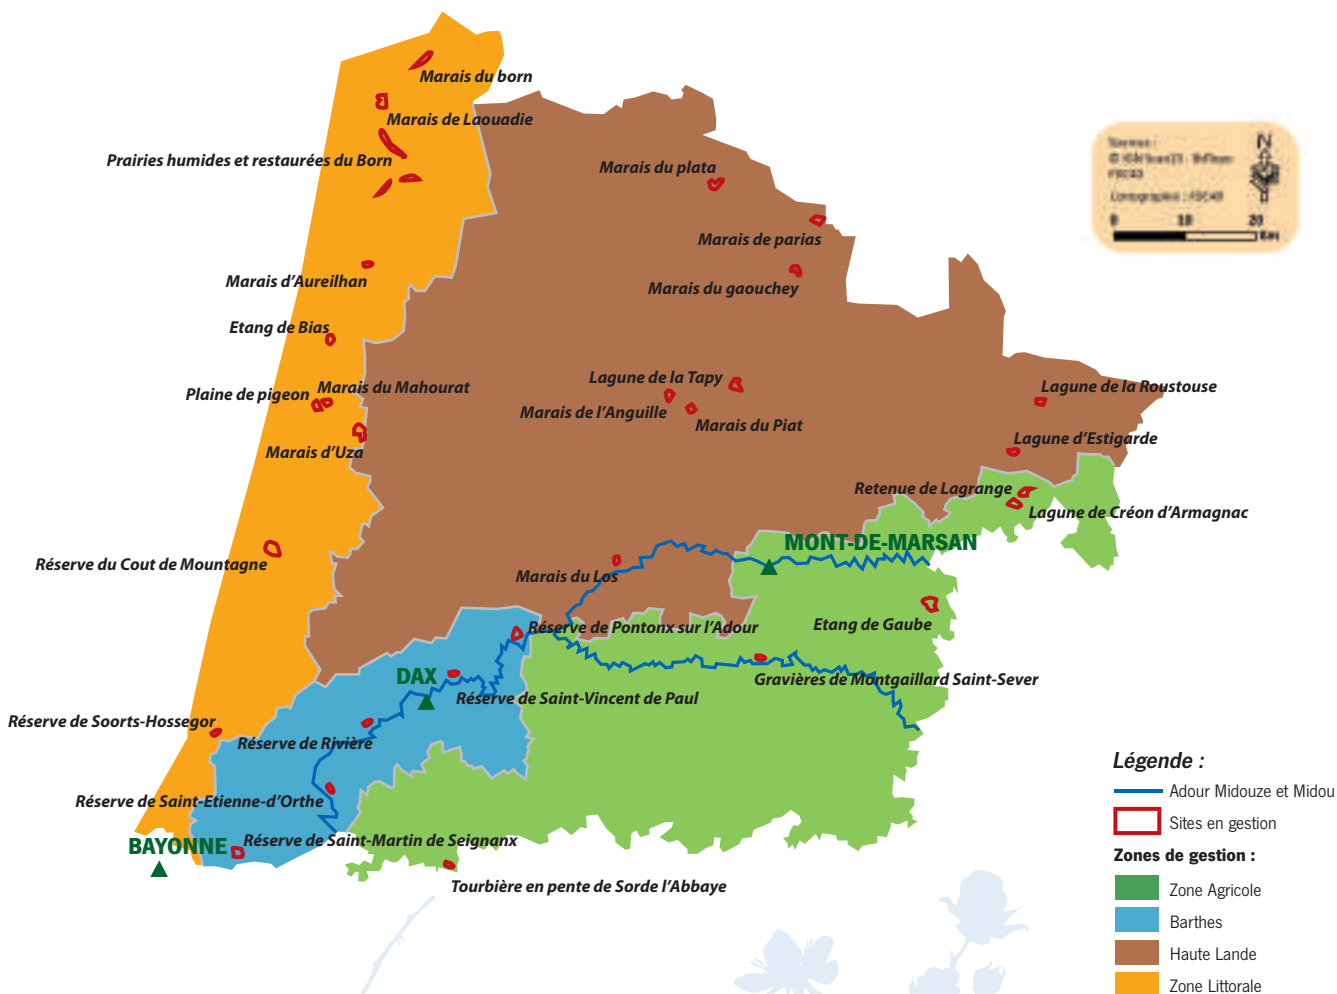 Marais du born
Marais de Laouadie
Prairies humides et restaurées du Born
Marais du plata
Marais de parias
Marais d'Aureilhan
Marais du gaouchey
Etang de Bias
Lagune de la Tapy
Plaine de pigeon
Marais du Mahourat
Lagune de la Roustouse
Marais de l'Anguille
Marais du Piat
Lagune d'Estigarde
Marais d'Uza
Retenue de Lagrange
Lagune de Créon d'Armagnac
MONT-DE-MARSAN
Réserve du Cout de Mountagne
Marais du Los
Réserve de Pontonx sur l'Adour
Etang de Gaube
DAX
Gravières de Montgaillard Saint-Sever
Réserve de Saint-Vincent de Paul
Réserve de Soorts-Hossegor
Réserve de Rivière
Réserve de Saint-Etienne-d'Orthe
Réserve de Saint-Martin de Seignanx
BAYONNE
Tourbière en pente de Sorde l'Abbaye
N
0 10 20
Km
Légende :
Adour Midouze et Midou
Sites en gestion
Zones de gestion :
Zone Agricole
Barthes
Haute Lande
Zone Littorale